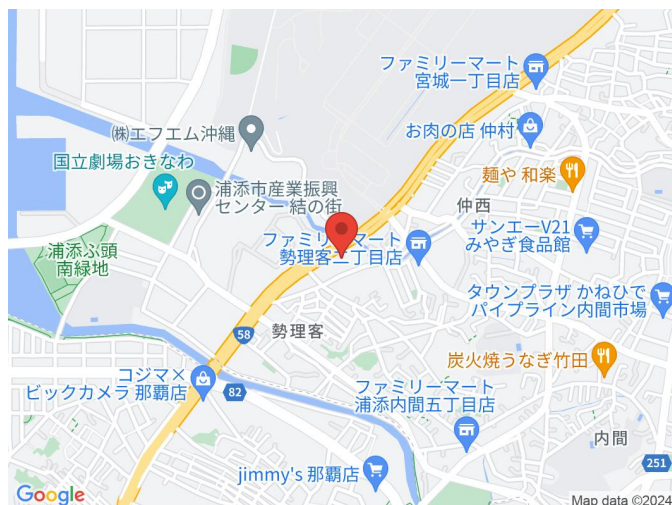 ファミリーマート
宮城一丁目店
㈱エフエム沖縄
お肉の店 仲村
国立劇場おきなわ
麺や 和楽
浦添市産業振興
センター 結の街
仲西
サンエーV21
みやぎ食品館
浦添ふ頭
南緑地
ファミリーマート
勢理客二丁目店
タウンプラザ かねひで
パイプライン内間市場
58
勢理客
炭火焼うなぎ竹田
コジマ×
ビックカメラ 那覇店
82
ファミリーマート
浦添内間五丁目店
内間
251
jimmy's 那覇店
Google
Map data ©2024